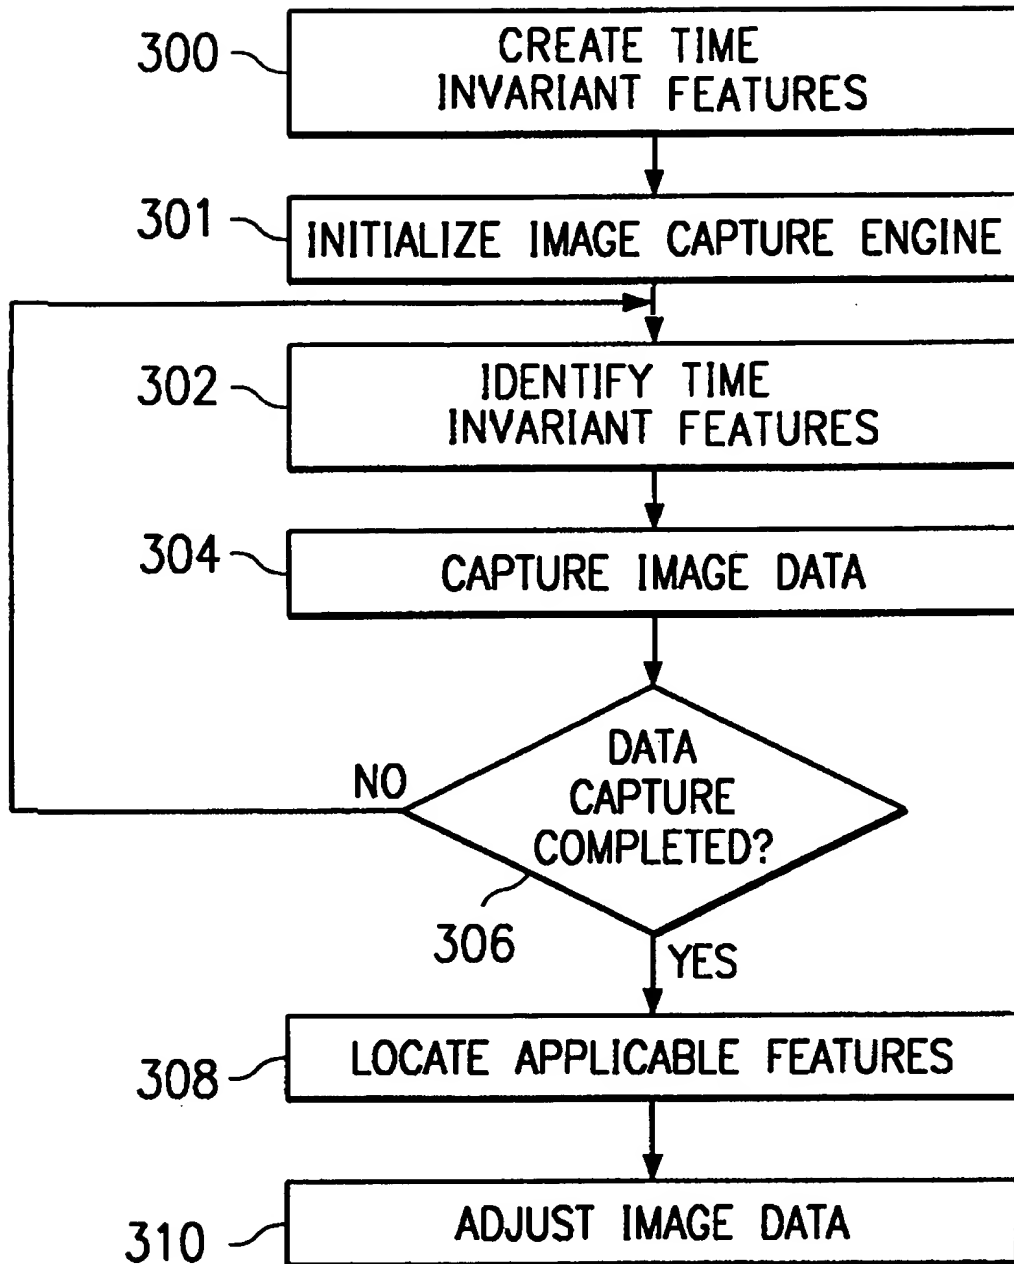 300
CREATE TIME
INVARIANT FEATURES
301
INITIALIZE IMAGE CAPTURE ENGINE
302
IDENTIFY TIME
INVARIANT FEATURES
304
CAPTURE IMAGE DATA
DATA
CAPTURE
COMPLETED?
NO
306
YES
308
LOCATE APPLICABLE FEATURES
310
ADJUST IMAGE DATA